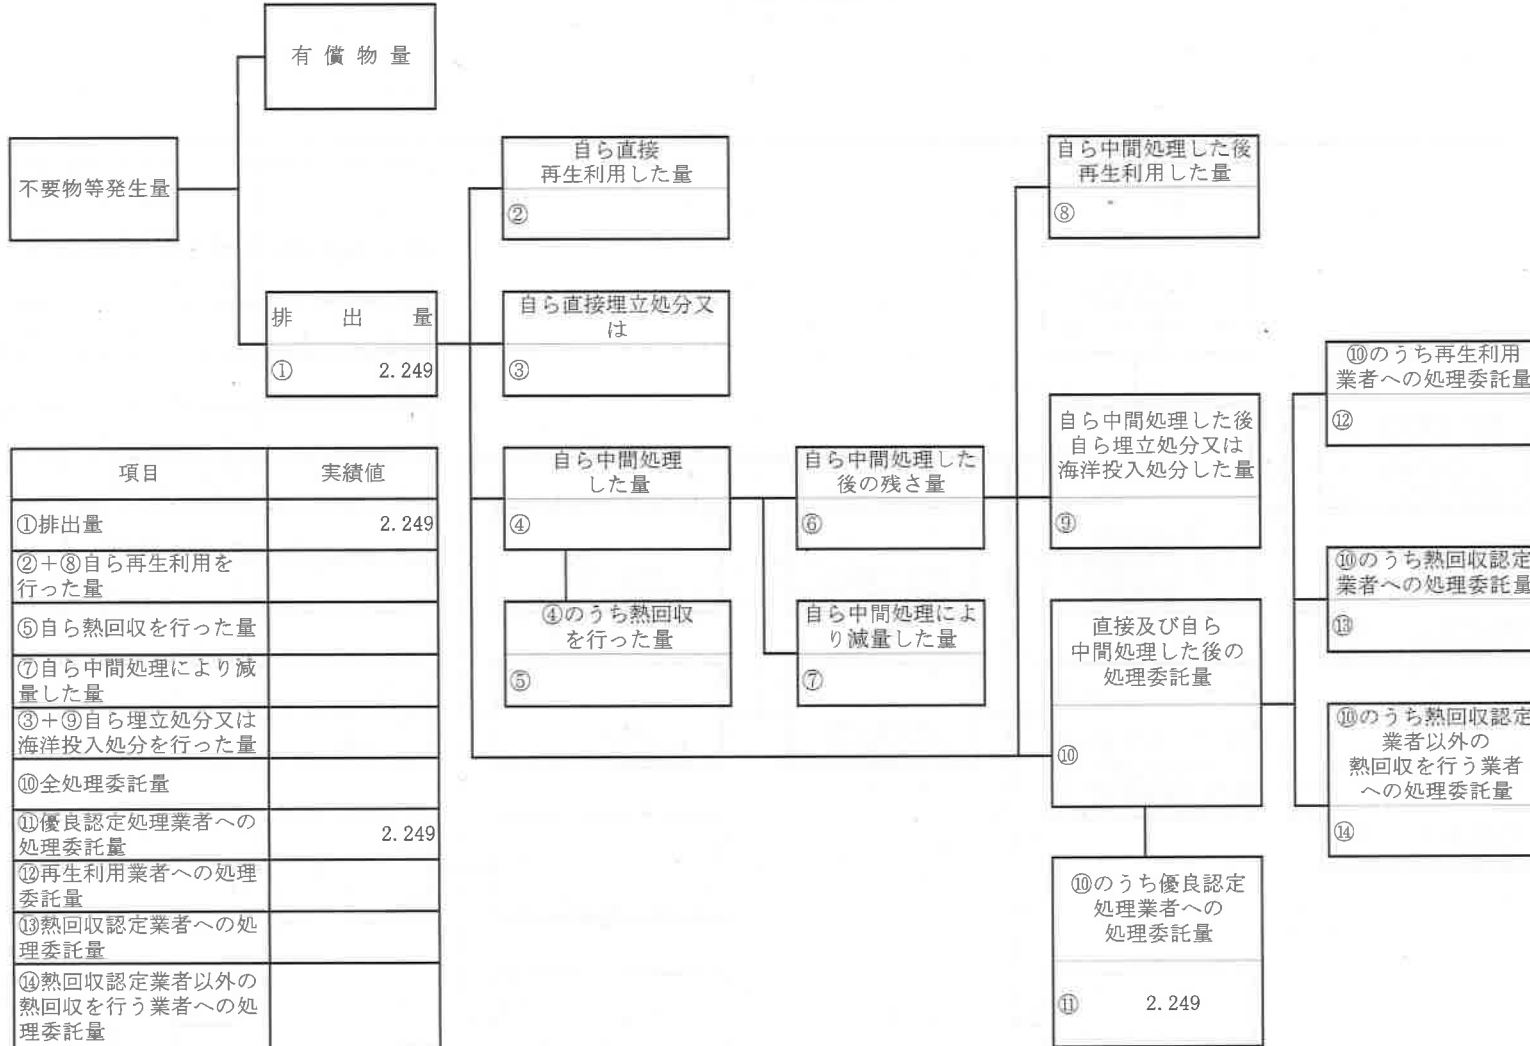 有償物量
不要物等発生量
排出量
① 2.249
自ら直接
再生利用した量
②
自ら直接埋立処分又
は
③
自ら中間処理
した量
④
④のうち熱回収
を行った量
⑤
自ら中間処理した
後の残さ量
⑥
自ら中間処理によ
り減量した量
⑦
自ら中間処理した後
再生利用した量
⑧
自ら中間処理した後
自ら埋立処分又は
海洋投入処分した量
⑨
直接及び自ら
中間処理した後の
処理委託量
⑩
⑩のうち優良認定
処理業者への
処理委託量
⑪ 2.249
⑩のうち再生利用
業者への処理委託量
⑫
⑩のうち熱回収認定
業者への処理委託量
⑬
⑩のうち熱回収認定
業者以外の
熱回収を行う業者
への処理委託量
⑭
項目 実績値
①排出量 2.249
②＋⑧自ら再生利用を
行った量
⑤自ら熱回収を行った量
⑦自ら中間処理により減
量した量
③＋⑨自ら埋立処分又は
海洋投入処分を行った量
⑩全処理委託量
⑪優良認定処理業者への
処理委託量 2.249
⑫再生利用業者への処理
委託量
⑬熱回収認定業者への処
理委託量
⑭熱回収認定業者以外の
熱回収を行う業者への処
理委託量